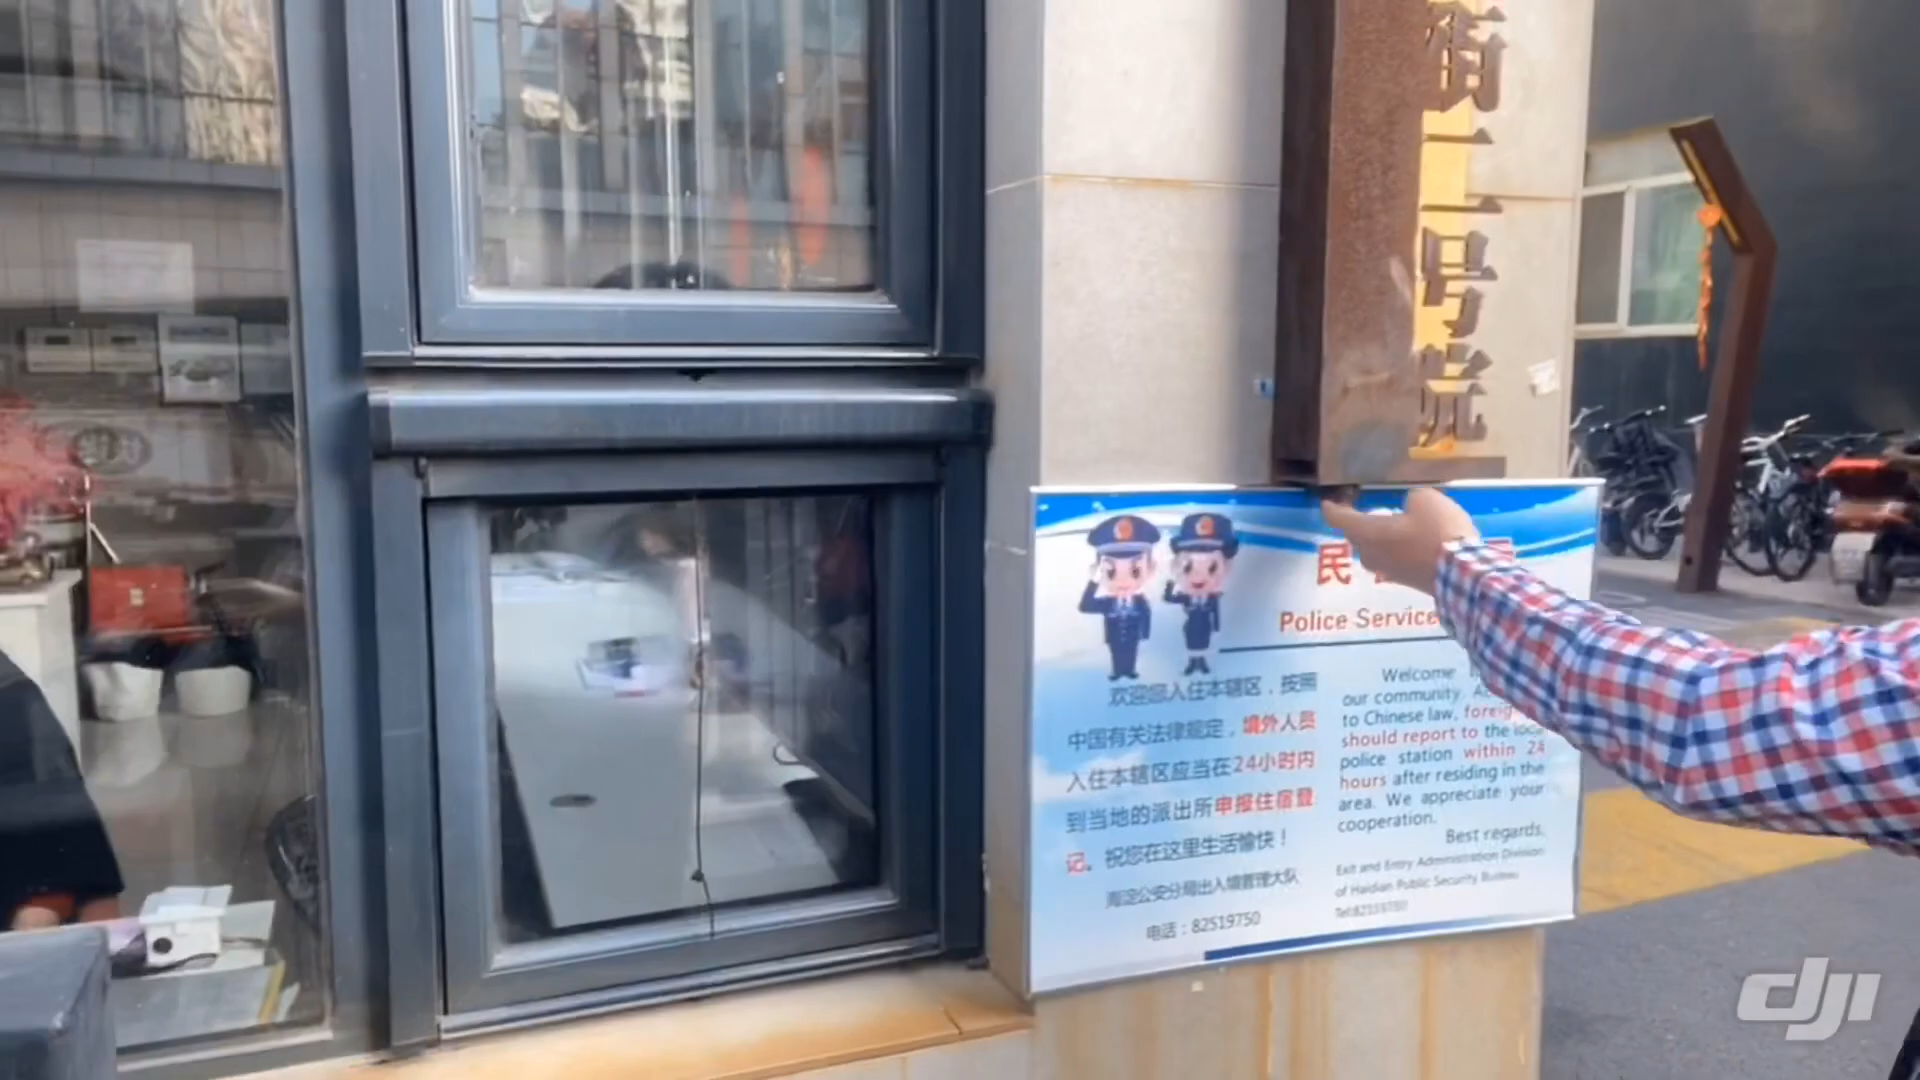 街二号院
民
Police Service
欢迎您入住本辖区，按照
中国有关法律规定，境外人员
入住本辖区应当在24小时内
到当地的派出所申报住宿登
记。祝您在这里生活愉快！
海淀公安分局出入境管理大队
电话：82519750
Welcome
our community.
to Chinese law,
should report to the
police station within 24
hours after residing in the
area. We appreciate your
cooperation.
Best regards,
Exit and Entry Administration Division
of Haidian Public Security Bureau
Tel:82519750
dji